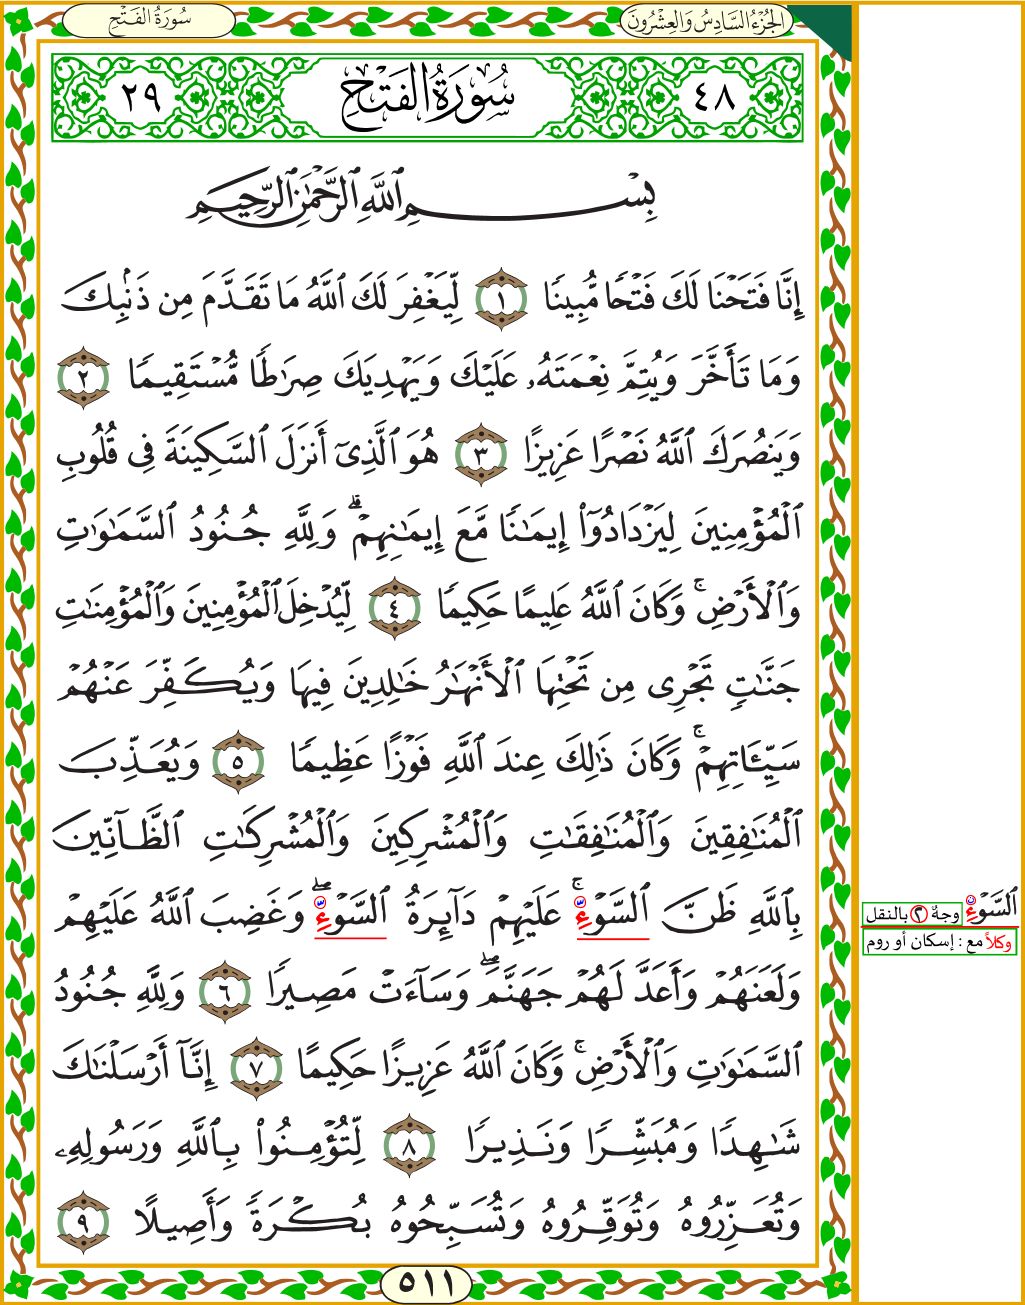 سُورَةُ الفَتْحِ
الجُزْءُ السَّادِسُ وَالعِشْرُونَ
٤٨
سُورَةُ الفَتْحِ
٢٩
بِسْمِ ٱللَّهِ ٱلرَّحْمَٰنِ ٱلرَّحِيمِ
إِنَّا فَتَحْنَا لَكَ فَتْحًا مُّبِينًا ١ لِّيَغْفِرَ لَكَ ٱللَّهُ مَا تَقَدَّمَ مِن ذَنۢبِكَ
وَمَا تَأَخَّرَ وَيُتِمَّ نِعْمَتَهُۥ عَلَيْكَ وَيَهْدِيَكَ صِرَٰطًا مُّسْتَقِيمًا ٢
وَيَنصُرَكَ ٱللَّهُ نَصْرًا عَزِيزًا ٣ هُوَ ٱلَّذِىٓ أَنزَلَ ٱلسَّكِينَةَ فِى قُلُوبِ
ٱلْمُؤْمِنِينَ لِيَزْدَادُوٓا۟ إِيمَٰنًا مَّعَ إِيمَٰنِهِمْ ۗ وَلِلَّهِ جُنُودُ ٱلسَّمَٰوَٰتِ
وَٱلْأَرْضِ ۚ وَكَانَ ٱللَّهُ عَلِيمًا حَكِيمًا ٤ لِّيُدْخِلَ ٱلْمُؤْمِنِينَ وَٱلْمُؤْمِنَٰتِ
جَنَّٰتٍ تَجْرِى مِن تَحْتِهَا ٱلْأَنْهَٰرُ خَٰلِدِينَ فِيهَا وَيُكَفِّرَ عَنْهُمْ
سَيِّـَٔاتِهِمْ ۚ وَكَانَ ذَٰلِكَ عِندَ ٱللَّهِ فَوْزًا عَظِيمًا ٥ وَيُعَذِّبَ
ٱلْمُنَٰفِقِينَ وَٱلْمُنَٰفِقَٰتِ وَٱلْمُشْرِكِينَ وَٱلْمُشْرِكَٰتِ ٱلظَّآنِّينَ
بِٱللَّهِ ظَنَّ ٱلسَّوْءِ ۚ عَلَيْهِمْ دَآئِرَةُ ٱلسَّوْءِ ۖ وَغَضِبَ ٱللَّهُ عَلَيْهِمْ
وَلَعَنَهُمْ وَأَعَدَّ لَهُمْ جَهَنَّمَ ۖ وَسَآءَتْ مَصِيرًا ٦ وَلِلَّهِ جُنُودُ
ٱلسَّمَٰوَٰتِ وَٱلْأَرْضِ ۚ وَكَانَ ٱللَّهُ عَزِيزًا حَكِيمًا ٧ إِنَّآ أَرْسَلْنَٰكَ
شَٰهِدًا وَمُبَشِّرًا وَنَذِيرًا ٨ لِّتُؤْمِنُوا۟ بِٱللَّهِ وَرَسُولِهِۦ
وَتُعَزِّرُوهُ وَتُوَقِّرُوهُ وَتُسَبِّحُوهُ بُكْرَةً وَأَصِيلًا ٩
ٱلسَّوْءِ وجهٌ ٢ بالنقل
وكلاً مع : إسكان أو روم
٥١١